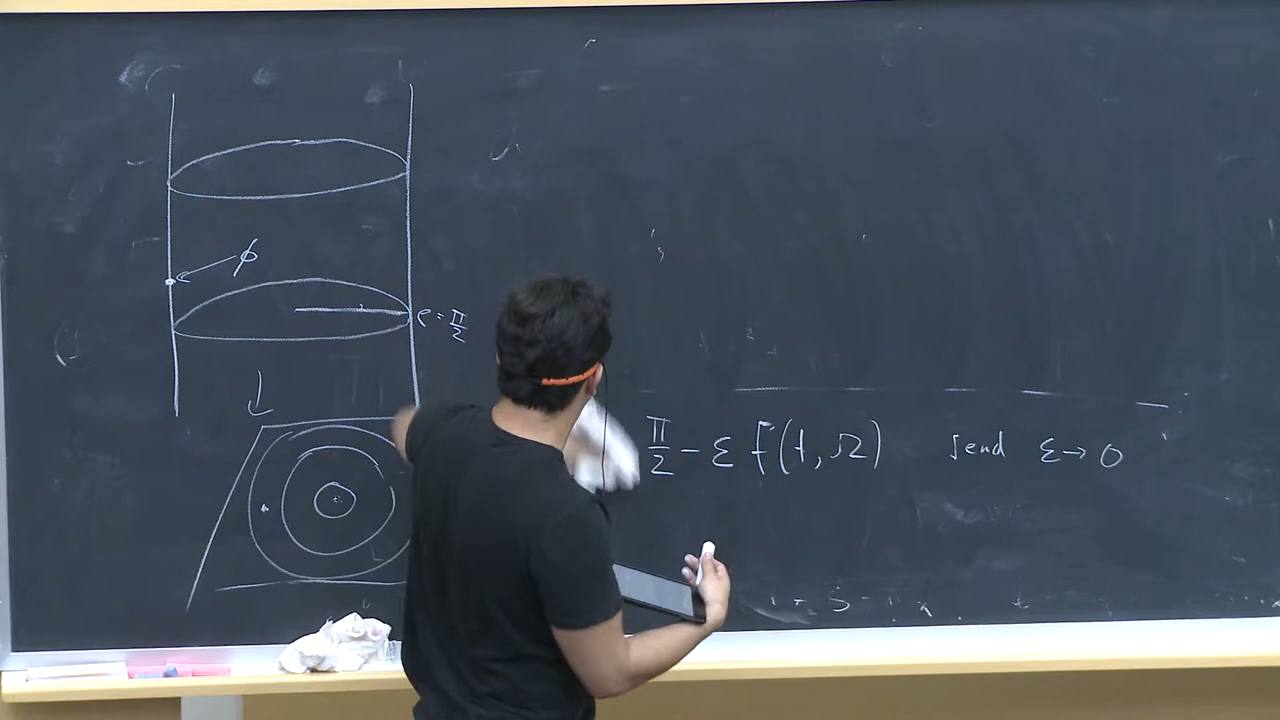 ϕ
ρ = π/2
π/2 - ε f(t, Ω) send ε → 0